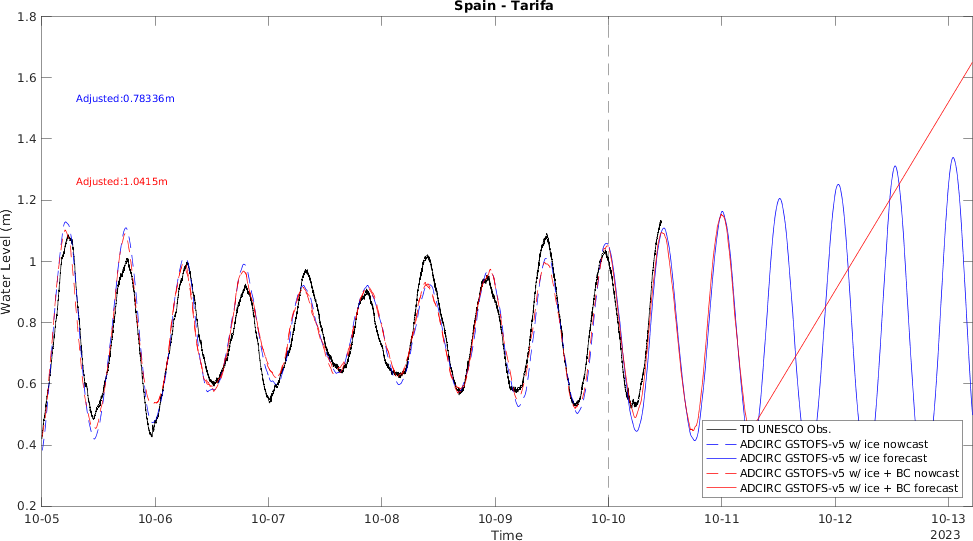 Spain - Tarifa
1.8
1.6
1.4
1.2
1
0.8
0.6
0.4
0.2
Water Level (m)
Adjusted:0.78336m
Adjusted:1.0415m
TD UNESCO Obs.
ADCIRC GSTOFS-v5 w/ ice nowcast
ADCIRC GSTOFS-v5 w/ ice forecast
ADCIRC GSTOFS-v5 w/ ice + BC nowcast
ADCIRC GSTOFS-v5 w/ ice + BC forecast
10-05 10-06 10-07 10-08 10-09 10-10 10-11 10-12 10-13
2023
Time